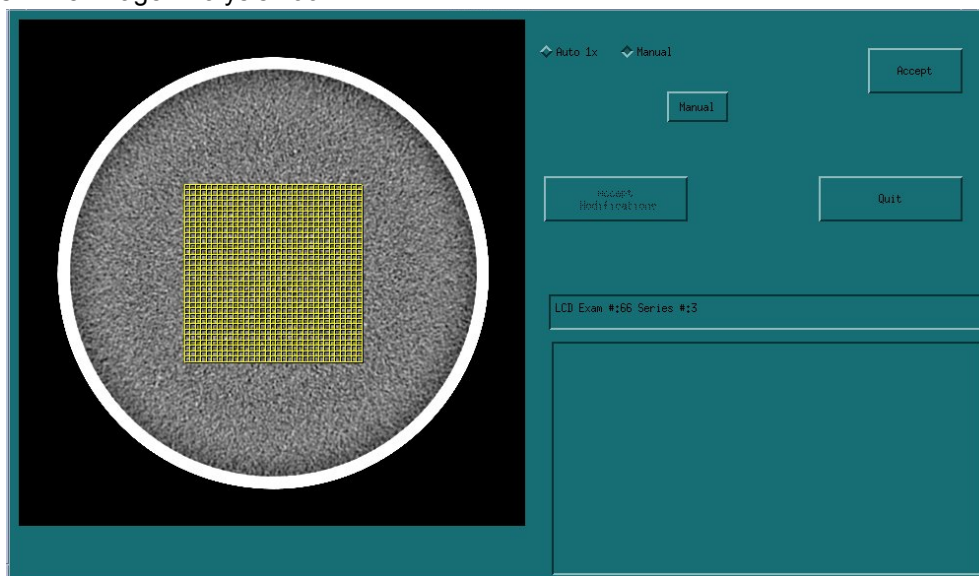 Auto 1x Manual
Accept
Manual
Accept
Modifications
Quit
LCD Exam #:66 Series #:3